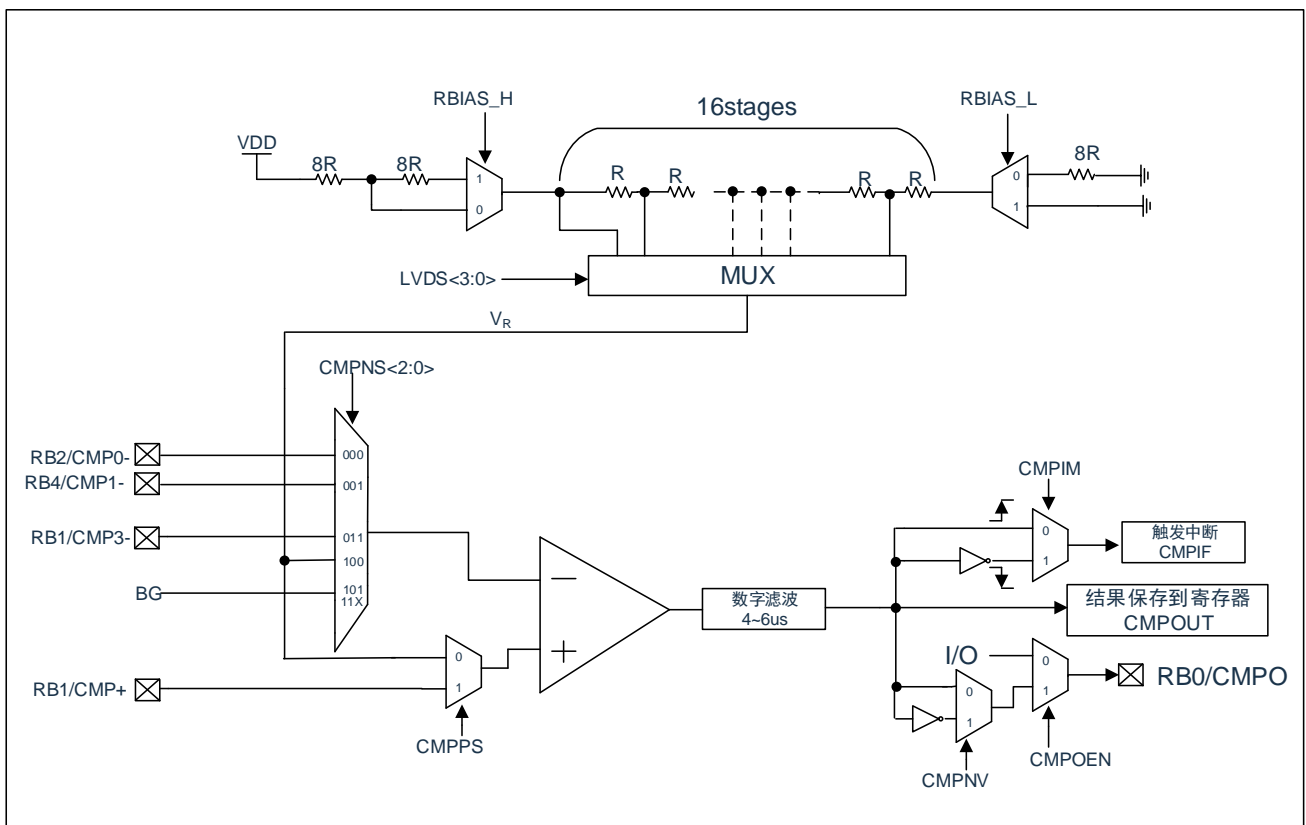 RBIAS_H
16stages
RBIAS_L
VDD
8R
8R
R
R
R
R
8R
1
0
0
1
LVDS<3:0>
MUX
VR
CMPNS<2:0>
RB2/CMP0-
000
RB4/CMP1-
001
RB1/CMP3-
011
100
BG
101
11X
RB1/CMP+
0
1
CMPPS
数字滤波
4~6us
CMPIM
0
1
触发中断
CMPIF
结果保存到寄存器
CMPOUT
I/O
0
1
0
1
RB0/CMPO
CMPNV
CMPOEN